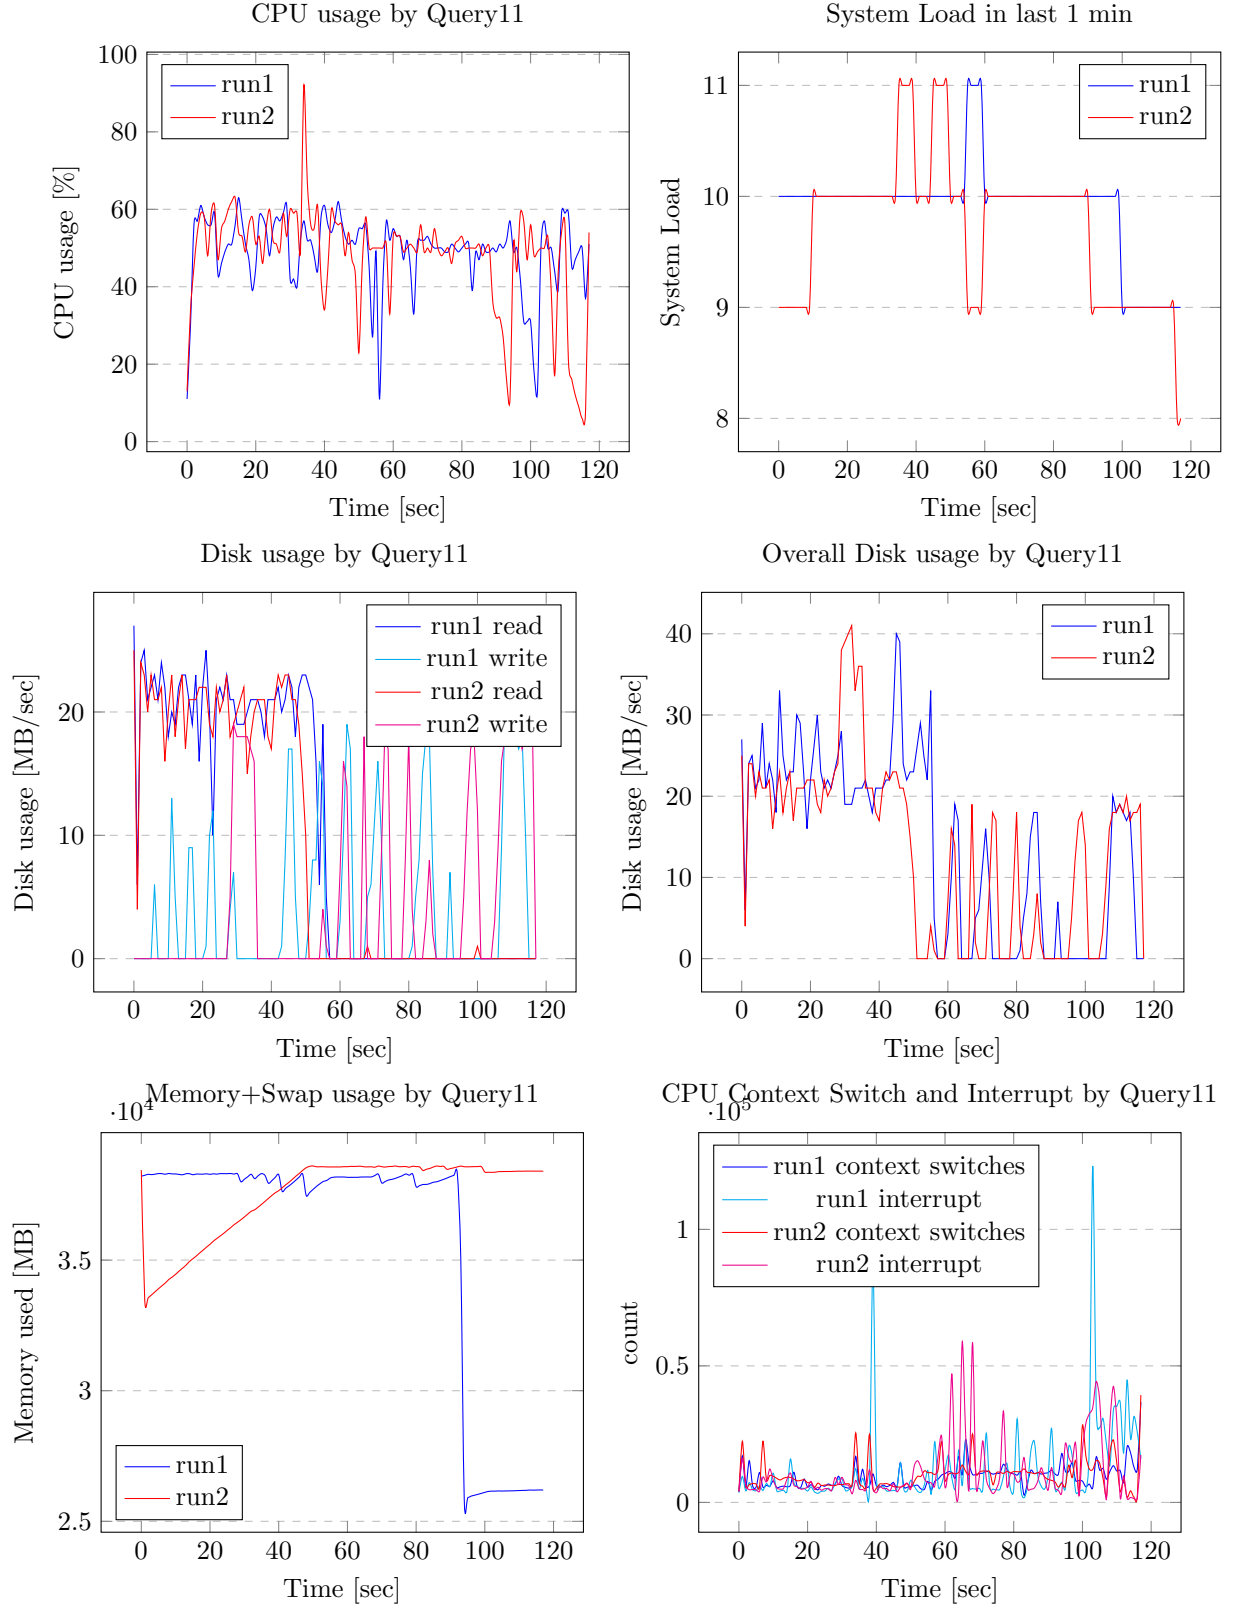 CPU usage by Query11
100
80
60
40
20
0
CPU usage [%]
run1
run2
0 20 40 60 80 100 120
Time [sec]
System Load in last 1 min
11
10
9
8
System Load
run1
run2
0 20 40 60 80 100 120
Time [sec]
Disk usage by Query11
20
10
0
Disk usage [MB/sec]
run1 read
run1 write
run2 read
run2 write
0 20 40 60 80 100 120
Time [sec]
Overall Disk usage by Query11
40
30
20
10
0
Disk usage [MB/sec]
run1
run2
0 20 40 60 80 100 120
Time [sec]
Memory+Swap usage by Query11
·10⁴
3.5
3
2.5
Memory used [MB]
run1
run2
0 20 40 60 80 100 120
Time [sec]
CPU Context Switch and Interrupt by Query11
·10⁵
1
0.5
0
count
run1 context switches
run1 interrupt
run2 context switches
run2 interrupt
0 20 40 60 80 100 120
Time [sec]